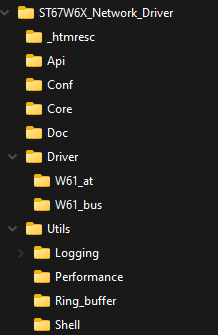 ST67W6X_Network_Driver
_htmresc
Api
Conf
Core
Doc
Driver
W61_at
W61_bus
Utils
Logging
Performance
Ring_buffer
Shell